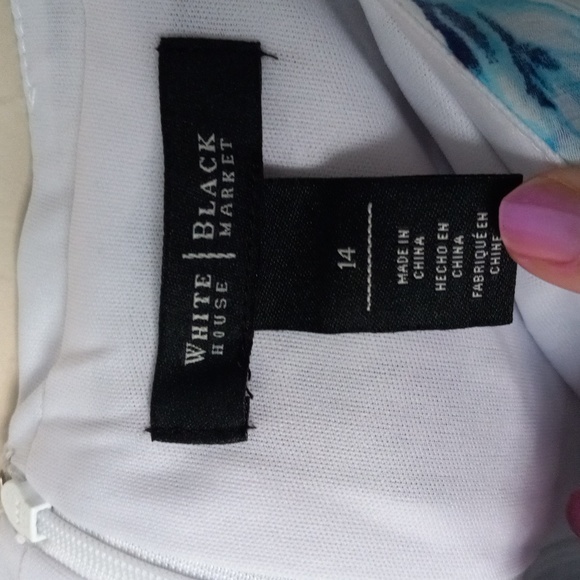 WHITE BLACK
HOUSE MARKET
14
MADE IN
CHINA
HECHO EN
CHINA
FABRIQUÉ EN
CHINE